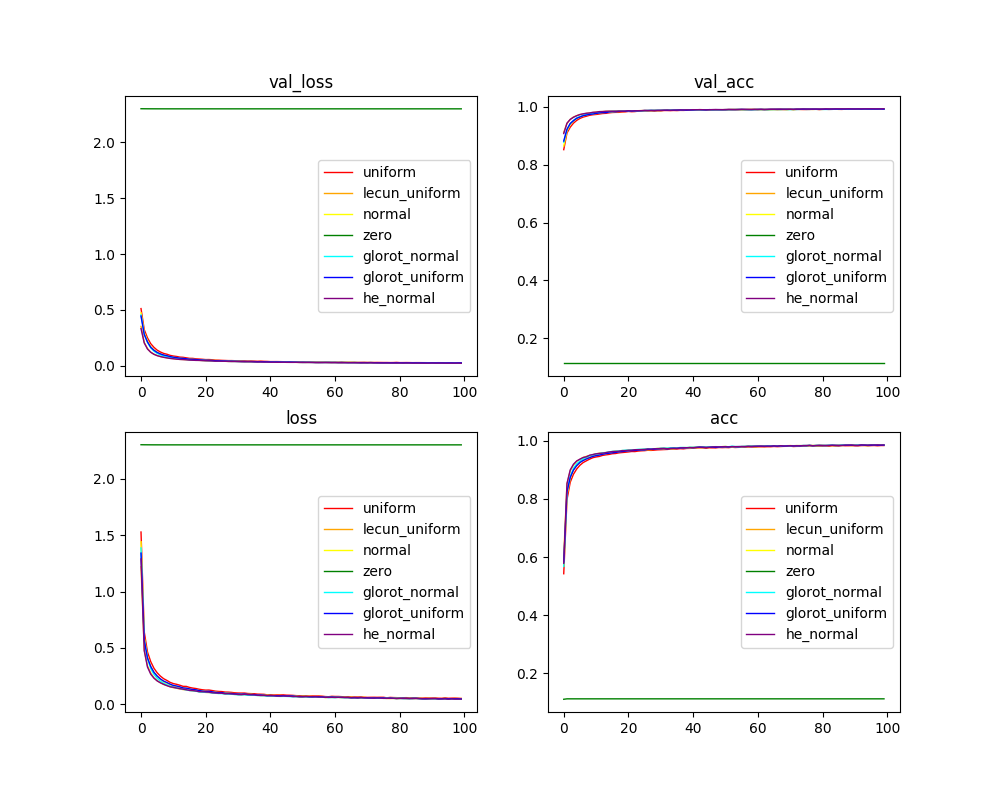 val_loss
2.0
1.5
1.0
0.5
0.0
uniform
lecun_uniform
normal
zero
glorot_normal
glorot_uniform
he_normal
0 20 40 60 80 100
val_acc
1.0
0.8
0.6
0.4
0.2
uniform
lecun_uniform
normal
zero
glorot_normal
glorot_uniform
he_normal
0 20 40 60 80 100
loss
2.0
1.5
1.0
0.5
0.0
uniform
lecun_uniform
normal
zero
glorot_normal
glorot_uniform
he_normal
0 20 40 60 80 100
acc
1.0
0.8
0.6
0.4
0.2
uniform
lecun_uniform
normal
zero
glorot_normal
glorot_uniform
he_normal
0 20 40 60 80 100